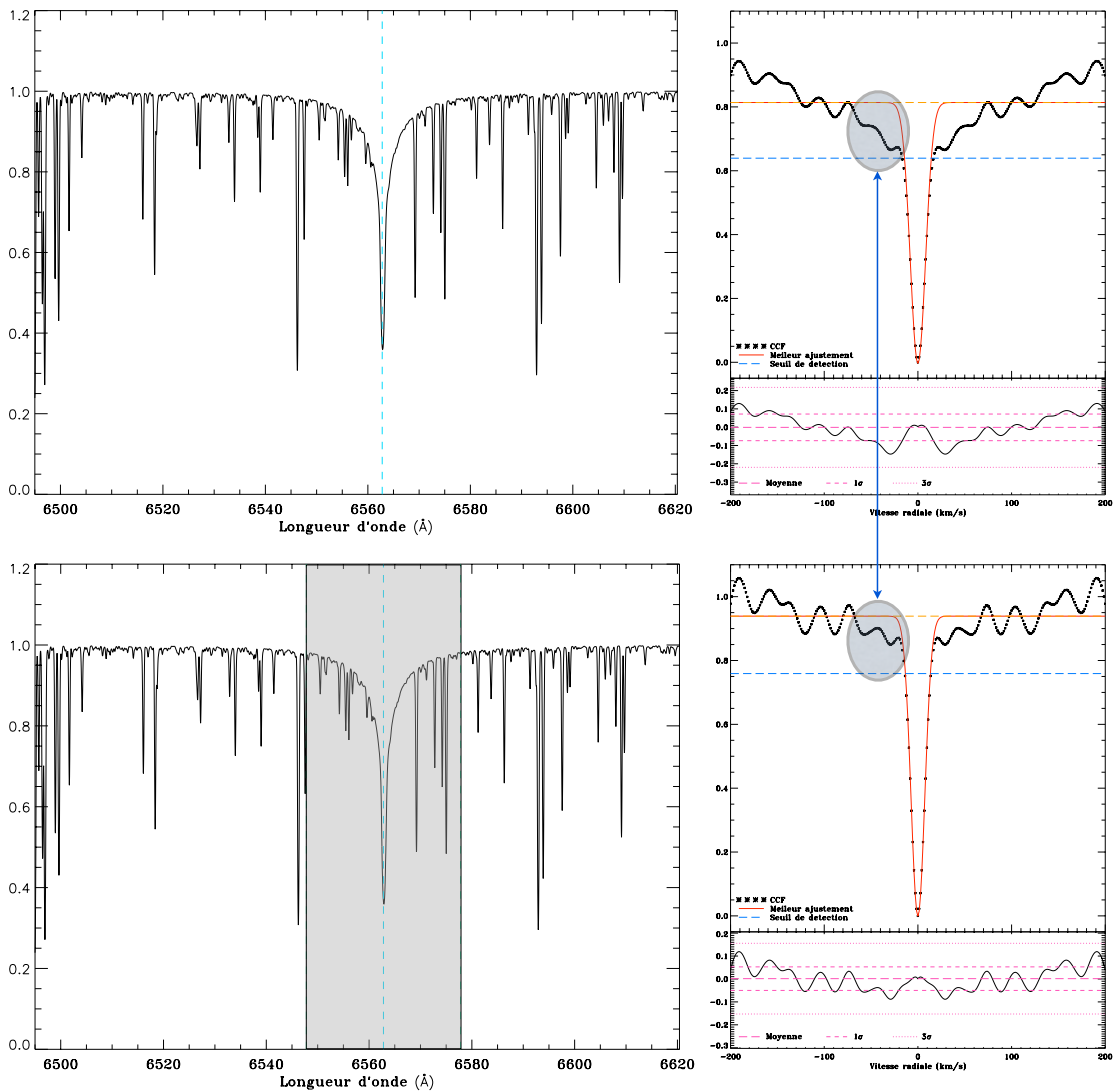 1.2
1.0
0.8
0.6
0.4
0.2
0.0
6500 6520 6540 6560 6580 6600 6620
Longueur d'onde (Å)
1.0
0.8
0.6
0.4
0.2
0.0
CCF
Meilleur ajustement
Seuil de detection
0.2
0.1
0.0
-0.1
-0.2
-0.3
Moyenne 1σ 3σ
-200 -100 0 100 200
Vitesse radiale (km/s)
1.2
1.0
0.8
0.6
0.4
0.2
0.0
6500 6520 6540 6560 6580 6600 6620
Longueur d'onde (Å)
1.0
0.8
0.6
0.4
0.2
0.0
CCF
Meilleur ajustement
Seuil de detection
0.2
0.1
0.0
-0.1
-0.2
Moyenne 1σ 3σ
-200 -100 0 100 200
Vitesse radiale (km/s)